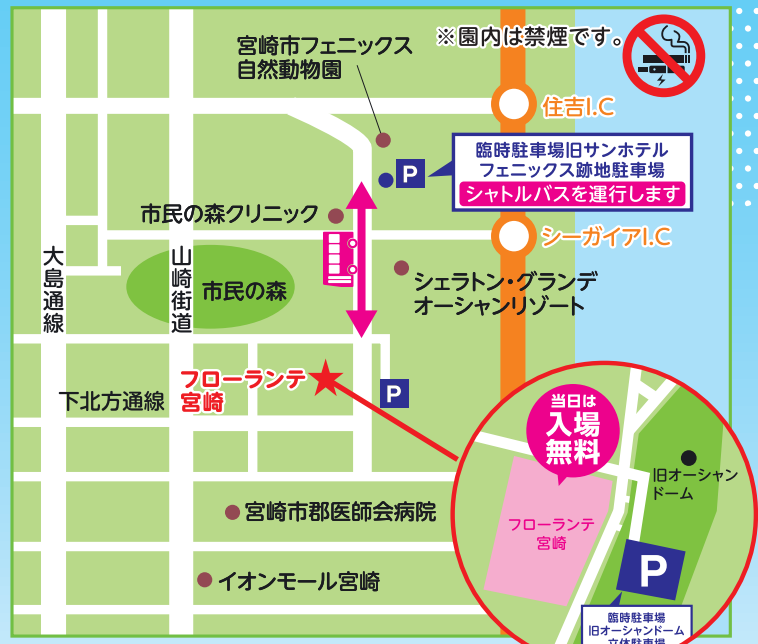 宮崎市フェニックス
自然動物園
※園内は禁煙です。
住吉I.C
P
臨時駐車場旧サンホテル
フェニックス跡地駐車場
シャトルバスを運行します
市民の森クリニック
シーガイアI.C
大島通線
山崎街道
市民の森
シェラトン・グランデ
オーシャンリゾート
フローランテ
宮崎
下北方通線
P
当日は
入場
無料
旧オーシャン
ドーム
フローランテ
宮崎
P
宮崎市郡医師会病院
イオンモール宮崎
臨時駐車場
旧オーシャンドーム
立体駐車場